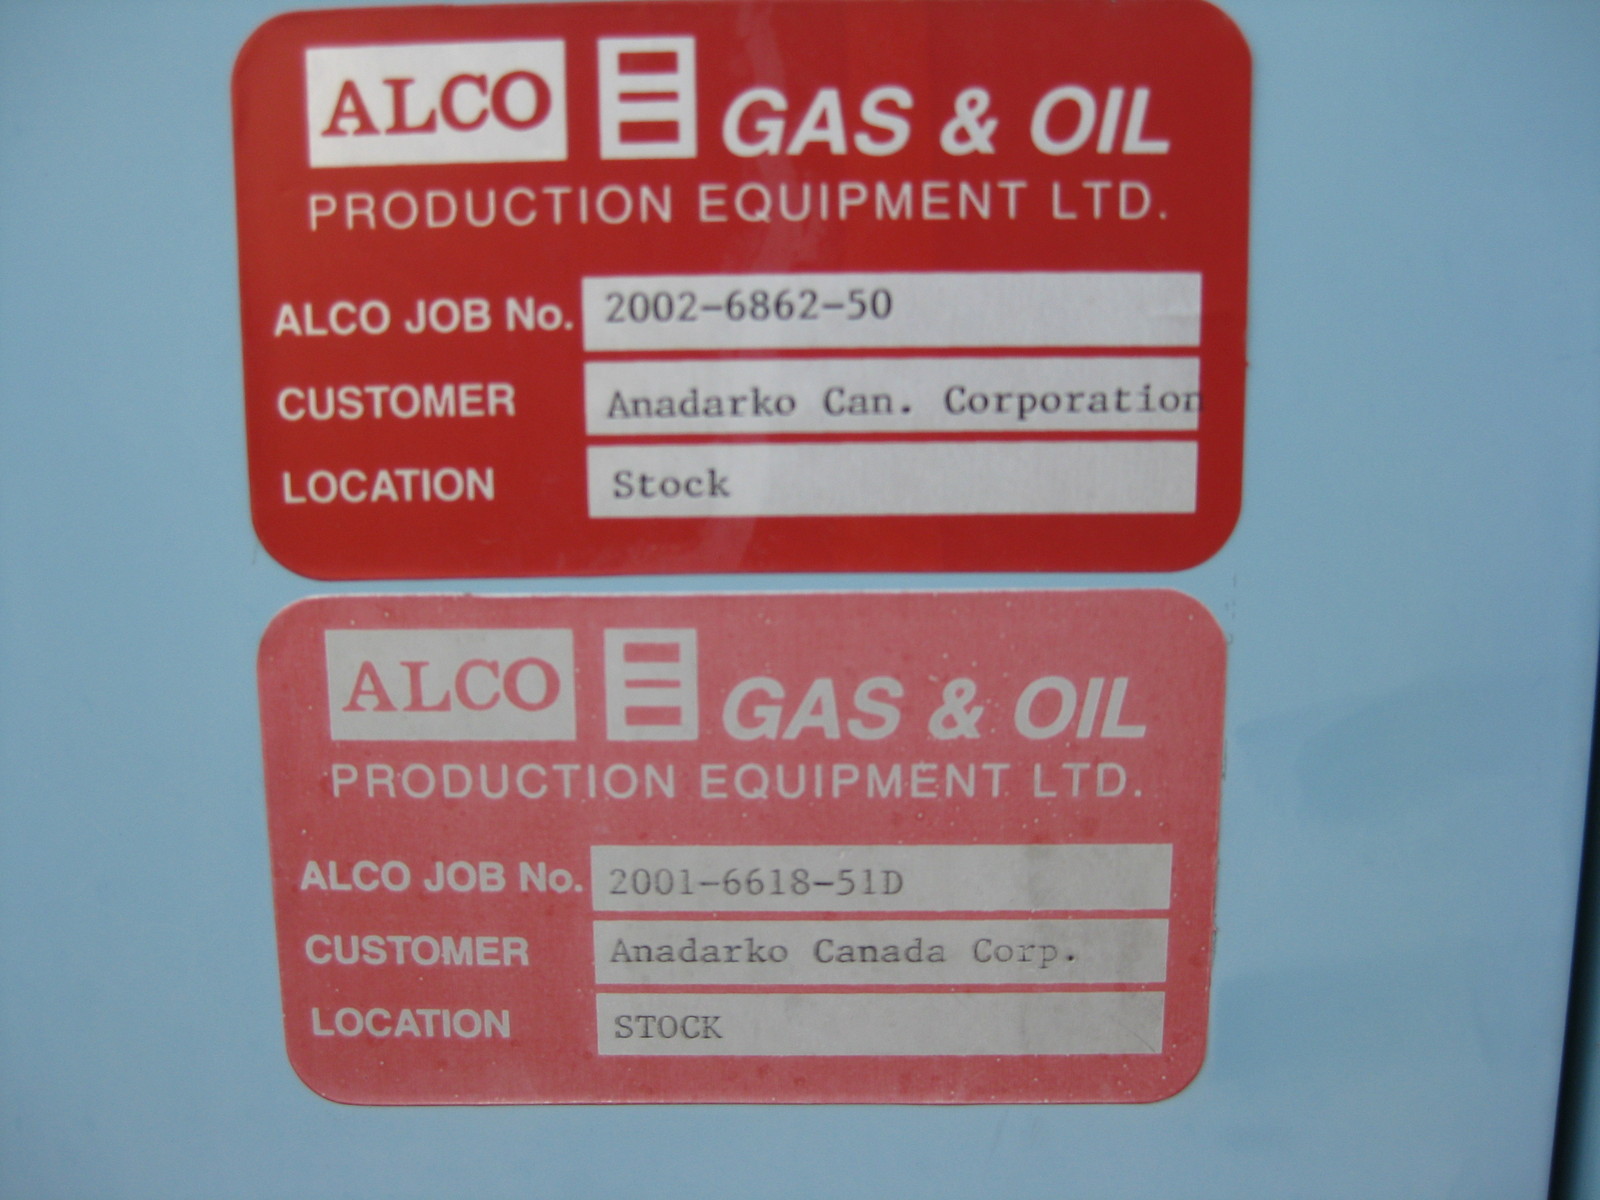 ALCO GAS & OIL
PRODUCTION EQUIPMENT LTD.
ALCO JOB No. 2002-6862-50
CUSTOMER Anadarko Can. Corporation
LOCATION Stock
ALCO GAS & OIL
PRODUCTION EQUIPMENT LTD.
ALCO JOB No. 2001-6618-51D
CUSTOMER Anadarko Canada Corp.
LOCATION STOCK